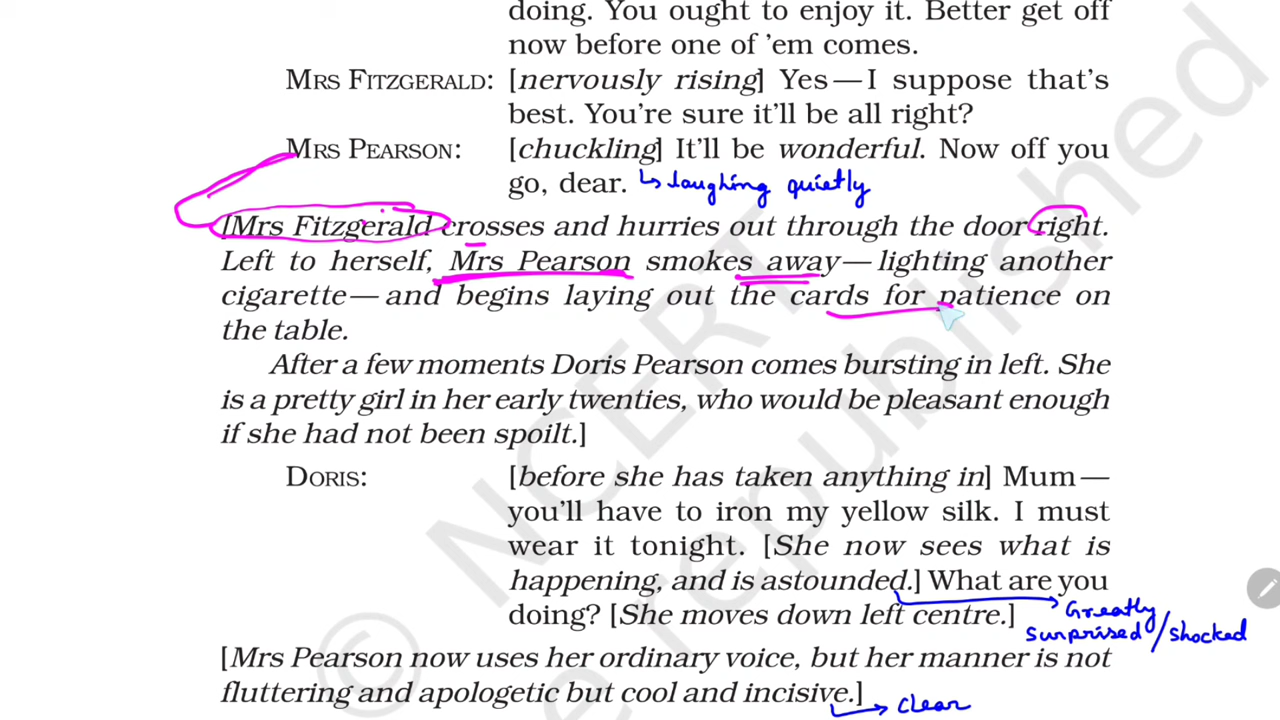 doing. You ought to enjoy it. Better get off
now before one of ’em comes.
MRS FITZGERALD: [nervously rising] Yes—I suppose that’s
best. You’re sure it’ll be all right?
MRS PEARSON: [chuckling] It’ll be wonderful. Now off you
go, dear. ↳ laughing quietly
[Mrs Fitzgerald crosses and hurries out through the door right.
Left to herself, Mrs Pearson smokes away—lighting another
cigarette—and begins laying out the cards for patience on
the table.
After a few moments Doris Pearson comes bursting in left. She
is a pretty girl in her early twenties, who would be pleasant enough
if she had not been spoilt.]
DORIS: [before she has taken anything in] Mum—
you’ll have to iron my yellow silk. I must
wear it tonight. [She now sees what is
happening, and is astounded.] What are you
doing? [She moves down left centre.]
Greatly
surprised/shocked
[Mrs Pearson now uses her ordinary voice, but her manner is not
fluttering and apologetic but cool and incisive.]
clear
© NCERT
be republished